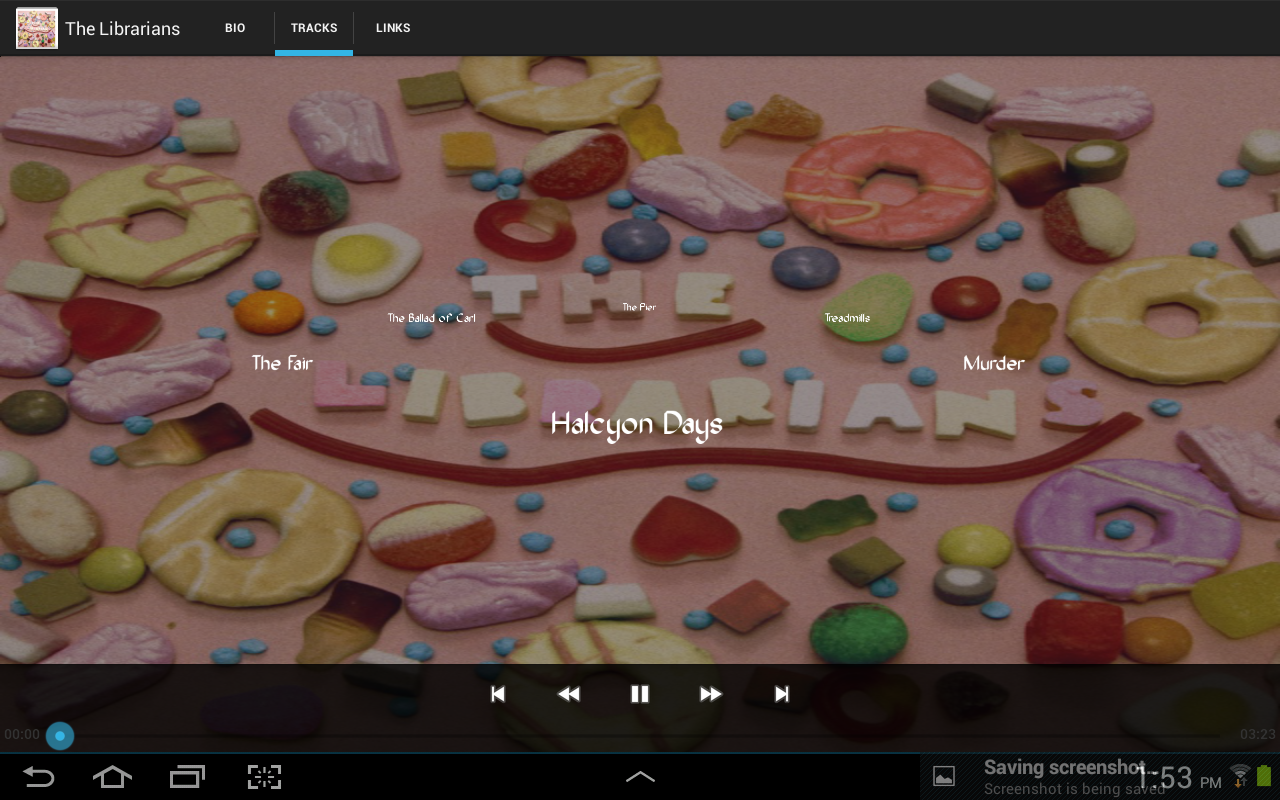 The Librarians
BIO
TRACKS
LINKS
THE
The Pier
The Ballad of Carl
Treadmills
The Fair
Murder
LIBRARIANS
Halcyon Days
00:00
03:23
Saving screenshot...
1:53 PM
Screenshot is being saved